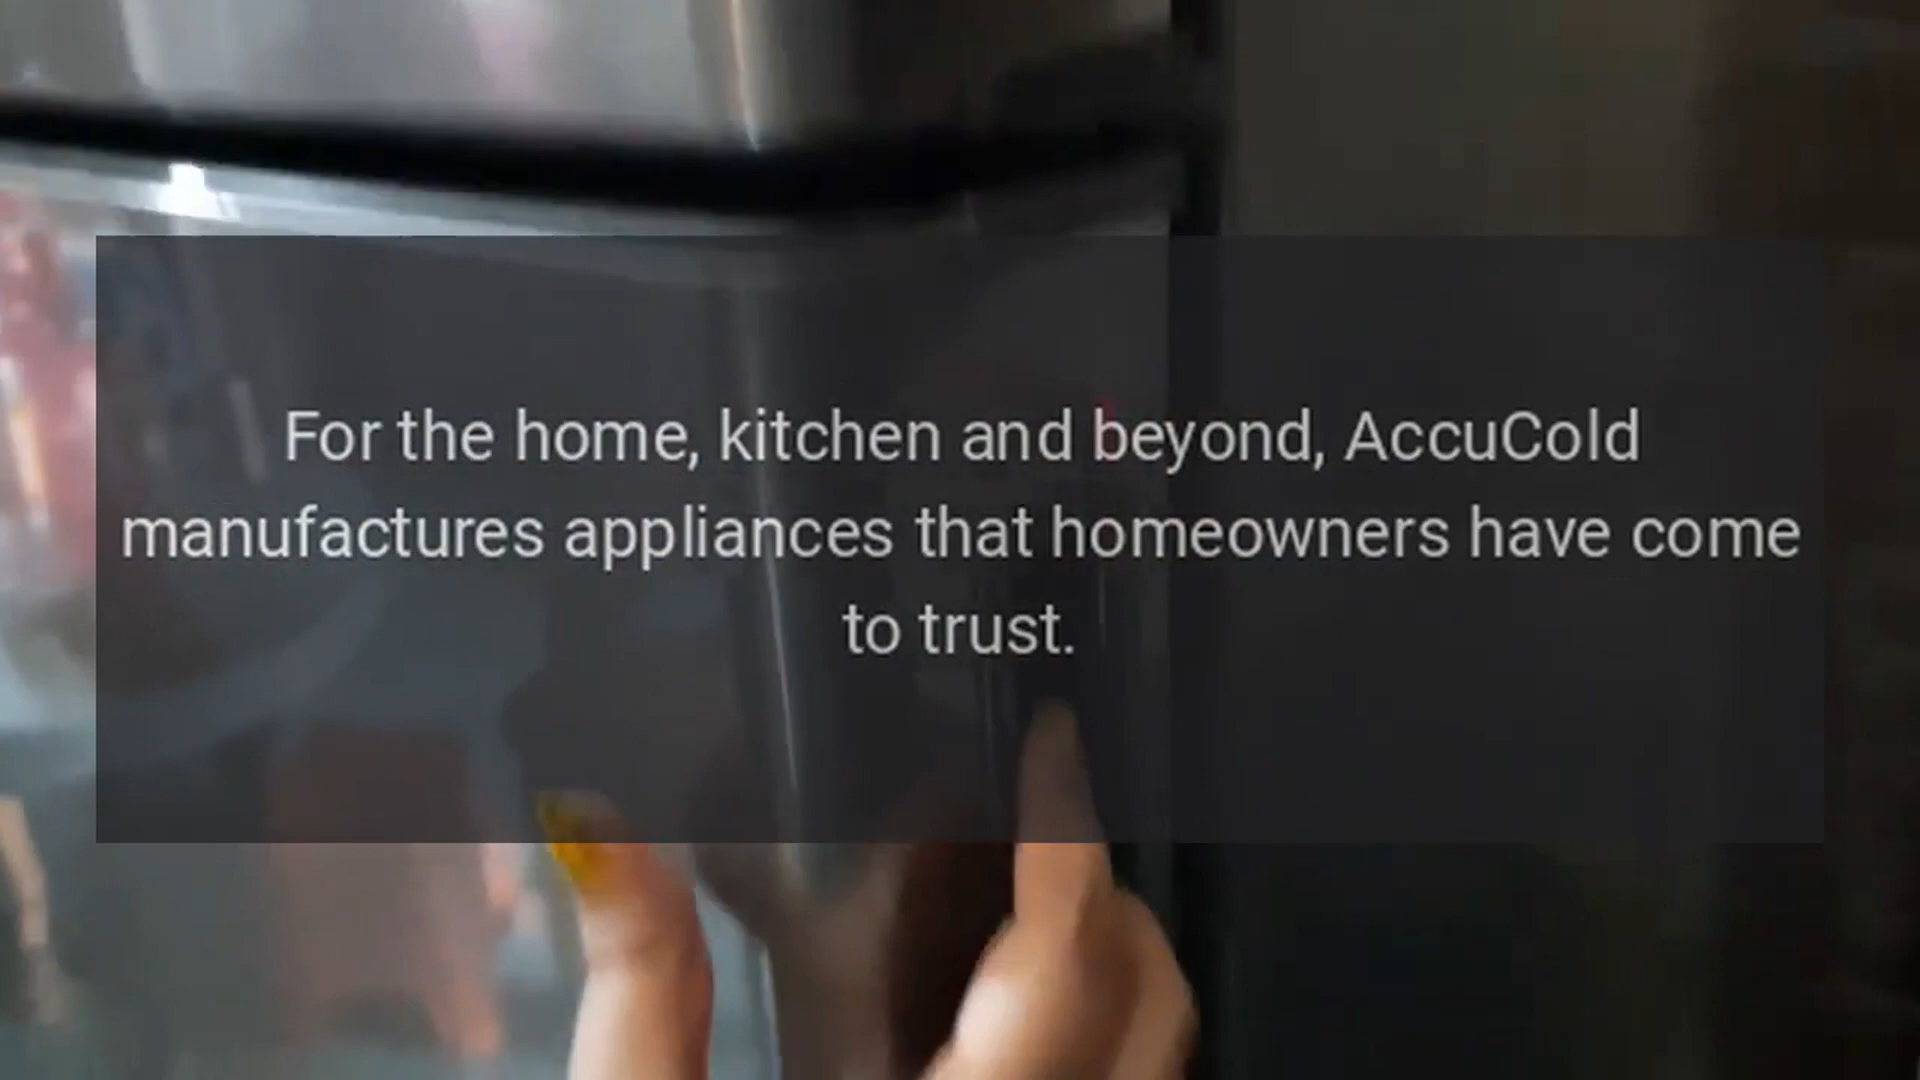 For the home, kitchen and beyond, AccuCold
manufactures appliances that homeowners have come
to trust.